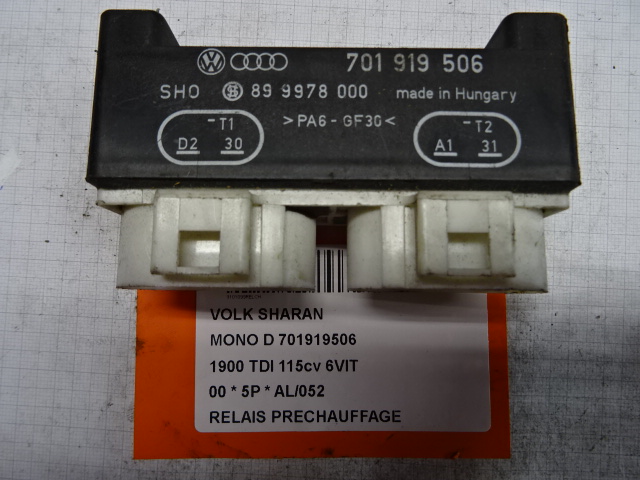 701 919 506
SHO 89 9978 000 made in Hungary
>PA6-GF30<
-T1
D2 30
-T2
A1 31
VOLK SHARAN
MONO D 701919506
1900 TDI 115cv 6VIT
00 * 5P * AL/052
RELAIS PRECHAUFFAGE